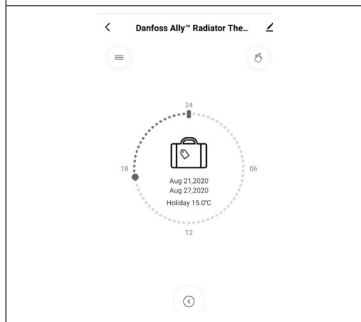 Danfoss Ally™ Radiator The..
24
18
06
Aug 21,2020
Aug 27,2020
Holiday 15.0°C
12